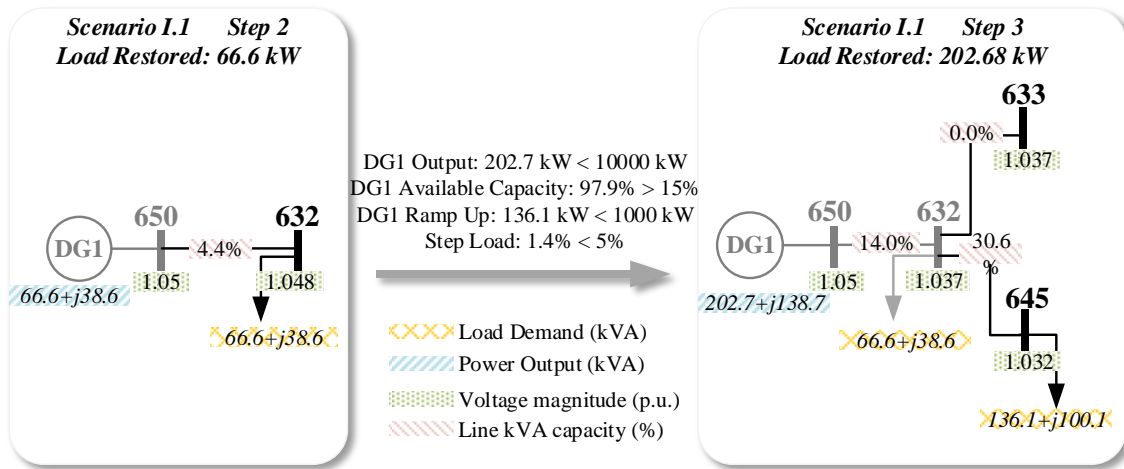 Scenario I.1 Step 2
Load Restored: 66.6 kW
650
632
DG1
4.4%
1.05
1.048
66.6+j38.6
66.6+j38.6
DG1 Output: 202.7 kW < 10000 kW
DG1 Available Capacity: 97.9% > 15%
DG1 Ramp Up: 136.1 kW < 1000 kW
Step Load: 1.4% < 5%
Load Demand (kVA)
Power Output (kVA)
Voltage magnitude (p.u.)
Line kVA capacity (%)
Scenario I.1 Step 3
Load Restored: 202.68 kW
633
0.0%
1.037
650
632
DG1
14.0%
30.6
%
1.05
1.037
202.7+j138.7
645
66.6+j38.6
1.032
136.1+j100.1